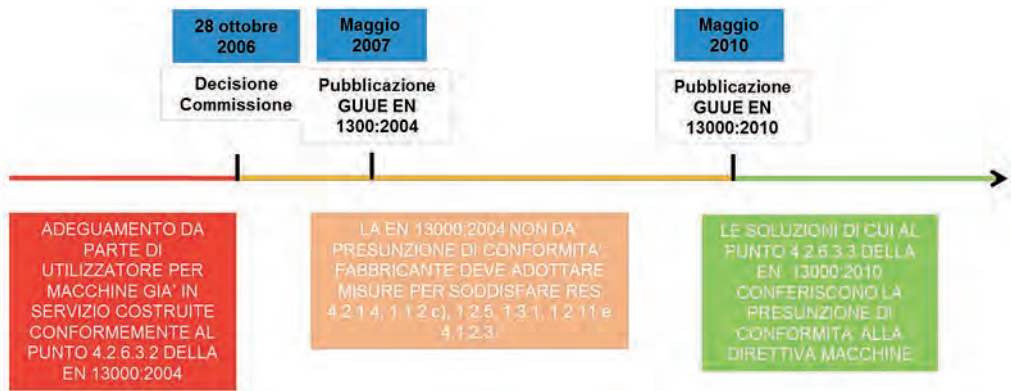 28 ottobre
2006
Decisione
Commissione
Maggio
2007
Pubblicazione
GUUE EN
1300:2004
Maggio
2010
Pubblicazione
GUUE EN
13000:2010
ADEGUAMENTO DA
PARTE DI
UTILIZZATORE PER
MACCHINE GIA' IN
SERVIZIO COSTRUITE
CONFORMEMENTE AL
PUNTO 4.2.6.3.2 DELLA
EN 13000:2004
LA EN 13000:2004 NON DA'
PRESUNZIONE DI CONFORMITA':
FABBRICANTE DEVE ADOTTARE
MISURE PER SODDISFARE RES
4.2.1.4, 1.1.2 c), 1.2.5, 1.3.1, 1.2.11 e
4.1.2.3.
LE SOLUZIONI DI CUI AL
PUNTO 4.2.6.3.3 DELLA
EN 13000:2010
CONFERISCONO LA
PRESUNZIONE DI
CONFORMITA' ALLA
DIRETTIVA MACCHINE